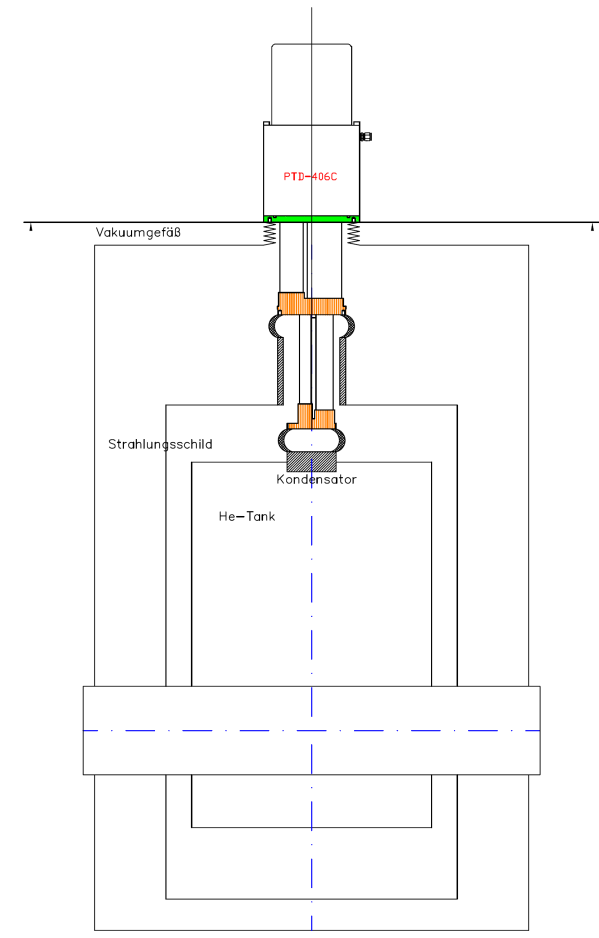 PTD-406C
Vakuumgefäß
Strahlungsschild
Kondensator
He-Tank